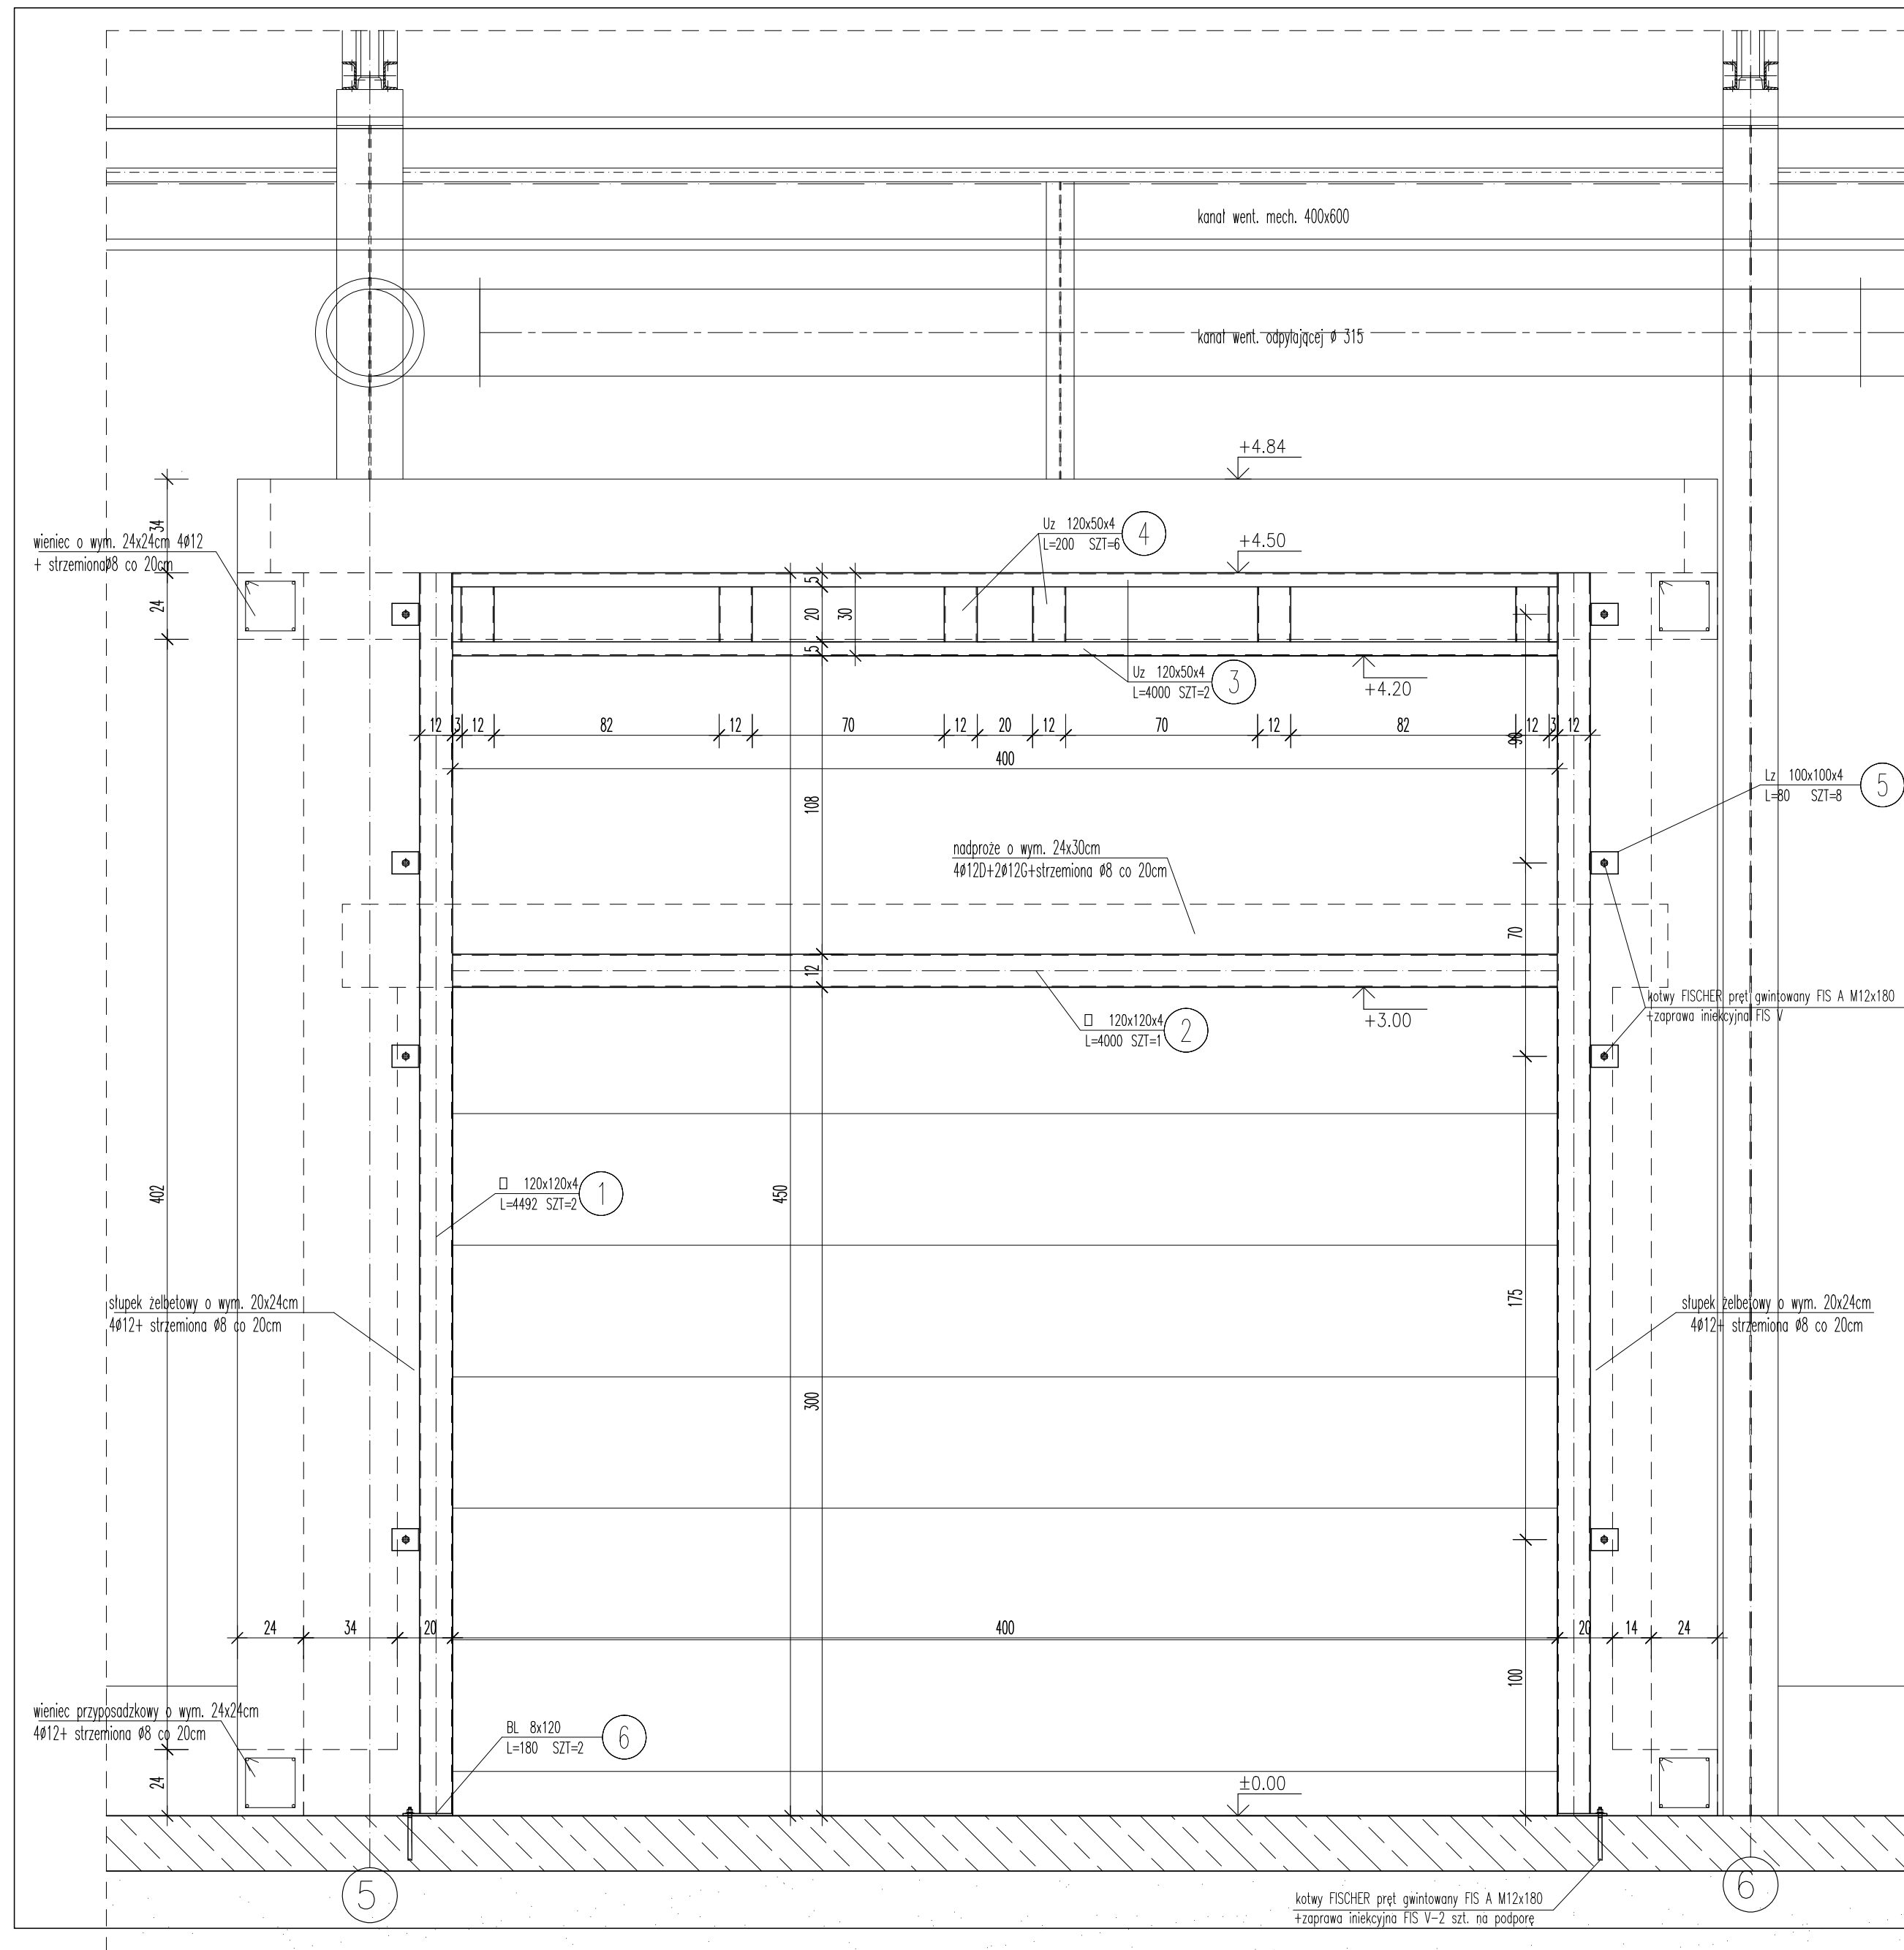 kanał went. mech. 400x600
kanał went. odpylającej ø 315
+4.84
34
wieniec o wym. 24x24cm 4ø12
+ strzemionaø8 co 20cm
Uz 120x50x4
L=200 SZT=6
4
+4.50
24
5
20
30
5
Uz 120x50x4
L=4000 SZT=2
3
+4.20
12
3
12
82
12
70
12
20
12
70
12
82
12
3
12
90
400
Lz 100x100x4
L=80 SZT=8
5
108
nadproże o wym. 24x30cm
4ø12D+2ø12G+strzemiona ø8 co 20cm
70
12
kotwy FISCHER pręt gwintowany FIS A M12x180
+zaprawa iniekcyjna FIS V
+3.00
□ 120x120x4
L=4000 SZT=1
2
402
□ 120x120x4
L=4492 SZT=2
1
450
175
słupek żelbetowy o wym. 20x24cm
4ø12+ strzemiona ø8 co 20cm
słupek żelbetowy o wym. 20x24cm
4ø12+ strzemiona ø8 co 20cm
300
24
34
20
400
20
14
24
100
wieniec przyposadzkowy o wym. 24x24cm
4ø12+ strzemiona ø8 co 20cm
BL 8x120
L=180 SZT=2
6
24
±0.00
5
6
kotwy FISCHER pręt gwintowany FIS A M12x180
+zaprawa iniekcyjna FIS V-2 szt. na podporę